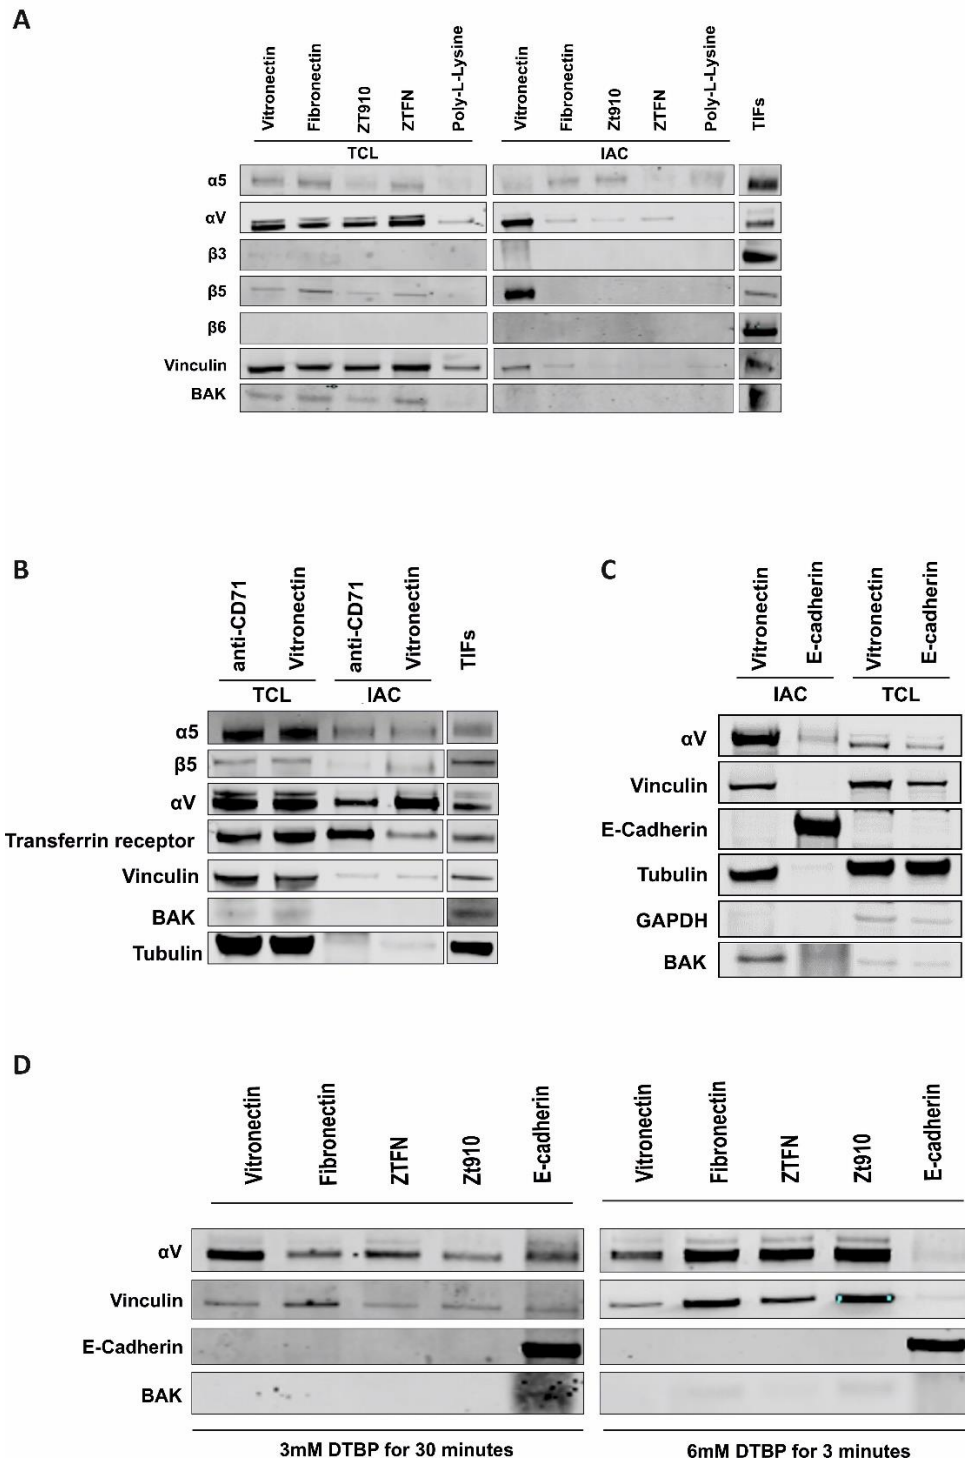 A
Vitronectin
Fibronectin
ZT910
ZTFN
Poly-L-Lysine
Vitronectin
Fibronectin
Zt910
ZTFN
Poly-L-Lysine
TIFs
TCL
IAC
α5
αV
β3
β5
β6
Vinculin
BAK
B
anti-CD71
Vitronectin
anti-CD71
Vitronectin
TIFs
TCL
IAC
α5
β5
αV
Transferrin receptor
Vinculin
BAK
Tubulin
C
Vitronectin
E-cadherin
Vitronectin
E-cadherin
IAC
TCL
αV
Vinculin
E-Cadherin
Tubulin
GAPDH
BAK
D
Vitronectin
Fibronectin
ZTFN
Zt910
E-cadherin
Vitronectin
Fibronectin
ZTFN
Zt910
E-cadherin
αV
Vinculin
E-Cadherin
BAK
3mM DTBP for 30 minutes
6mM DTBP for 3 minutes